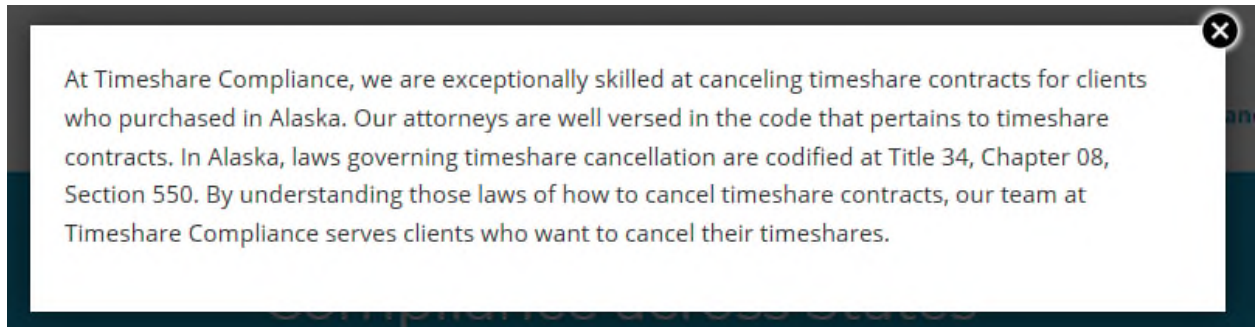 At Timeshare Compliance, we are exceptionally skilled at canceling timeshare contracts for clients
who purchased in Alaska. Our attorneys are well versed in the code that pertains to timeshare
contracts. In Alaska, laws governing timeshare cancellation are codified at Title 34, Chapter 08,
Section 550. By understanding those laws of how to cancel timeshare contracts, our team at
Timeshare Compliance serves clients who want to cancel their timeshares.
Compliance across States